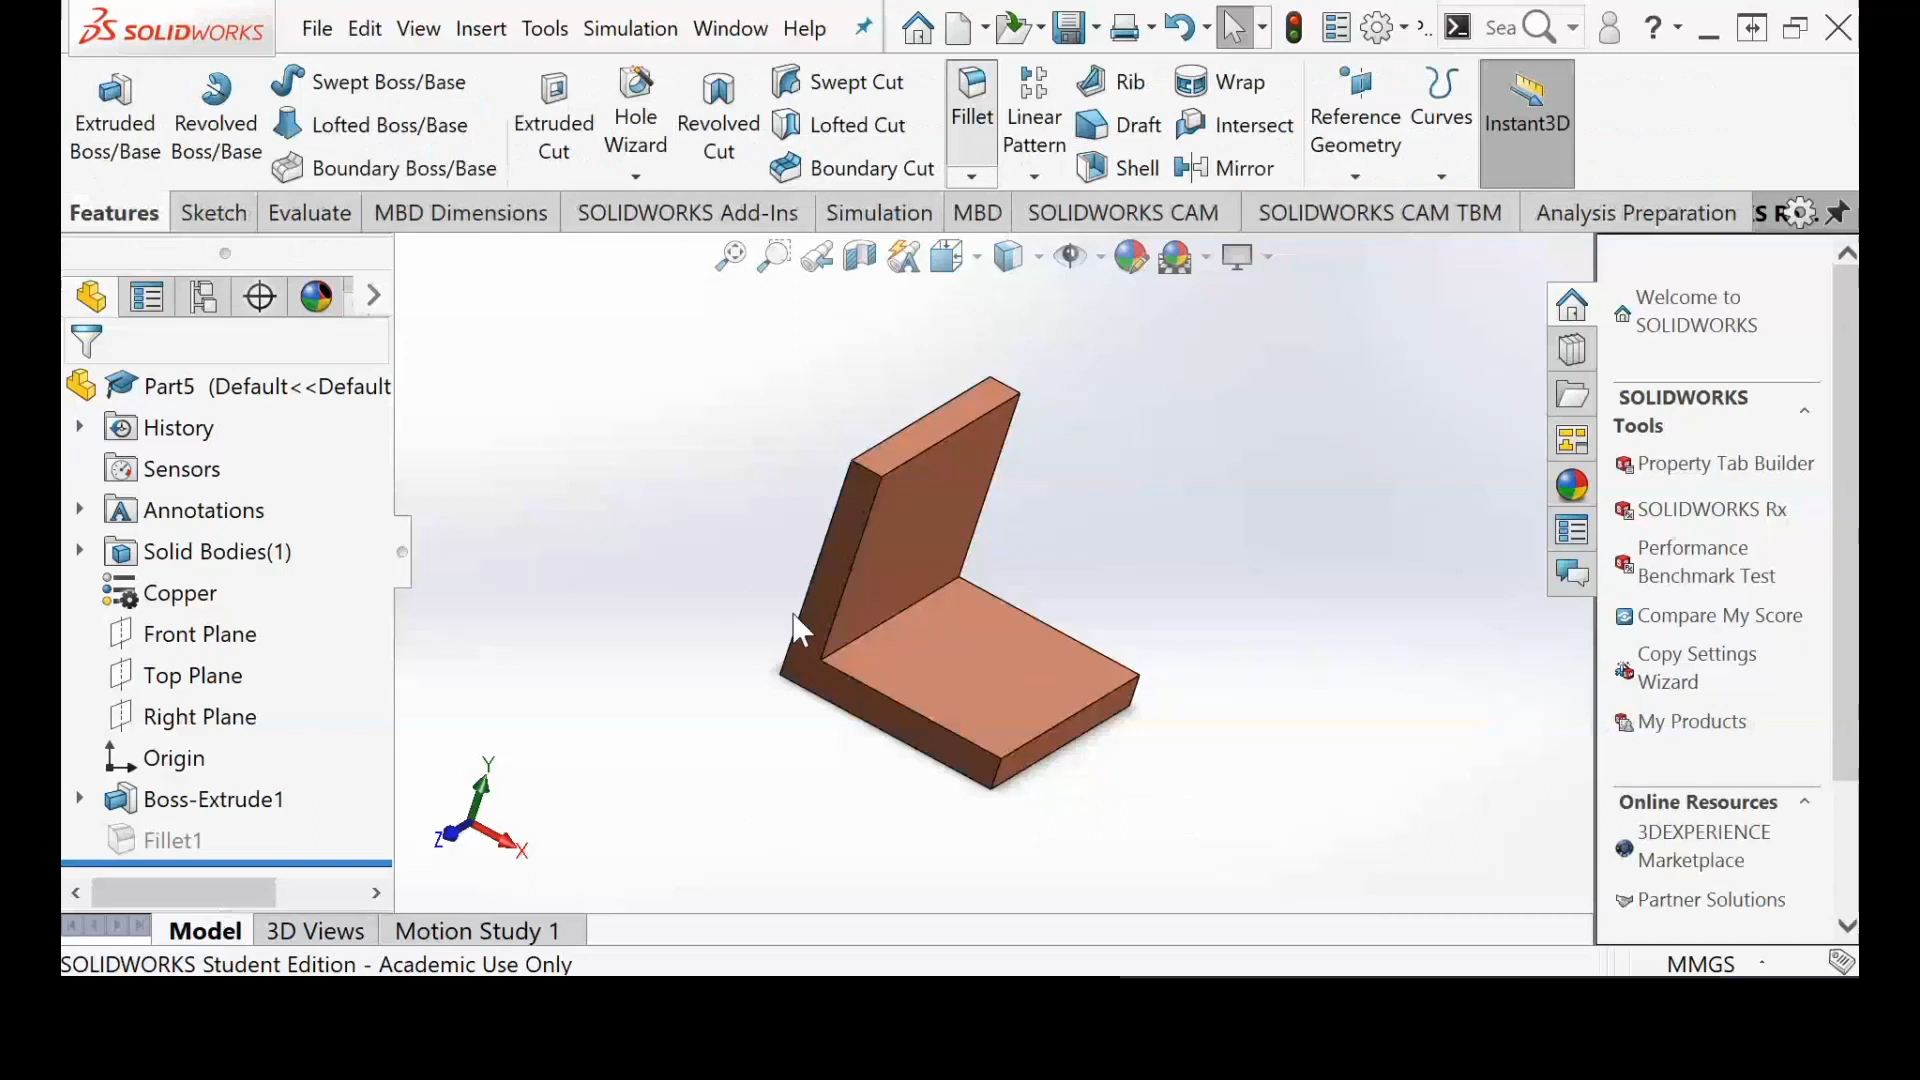 SOLIDWORKS File Edit View Insert Tools Simulation Window Help Sea ?
Extruded Boss/Base
Revolved Boss/Base
Swept Boss/Base
Lofted Boss/Base
Boundary Boss/Base
Extruded Cut
Hole Wizard
Revolved Cut
Swept Cut
Lofted Cut
Boundary Cut
Fillet
Linear Pattern
Rib
Draft
Shell
Wrap
Intersect
Mirror
Reference Geometry
Curves
Instant3D
Features Sketch Evaluate MBD Dimensions SOLIDWORKS Add-Ins Simulation MBD SOLIDWORKS CAM SOLIDWORKS CAM TBM Analysis Preparation S R
Part5 (Default<<Default
History
Sensors
Annotations
Solid Bodies(1)
Copper
Front Plane
Top Plane
Right Plane
Origin
Boss-Extrude1
Fillet1
Y
Z
X
Welcome to
SOLIDWORKS
SOLIDWORKS
Tools
Property Tab Builder
SOLIDWORKS Rx
Performance
Benchmark Test
Compare My Score
Copy Settings
Wizard
My Products
Online Resources
3DEXPERIENCE
Marketplace
Partner Solutions
Model 3D Views Motion Study 1
SOLIDWORKS Student Edition - Academic Use Only
MMGS